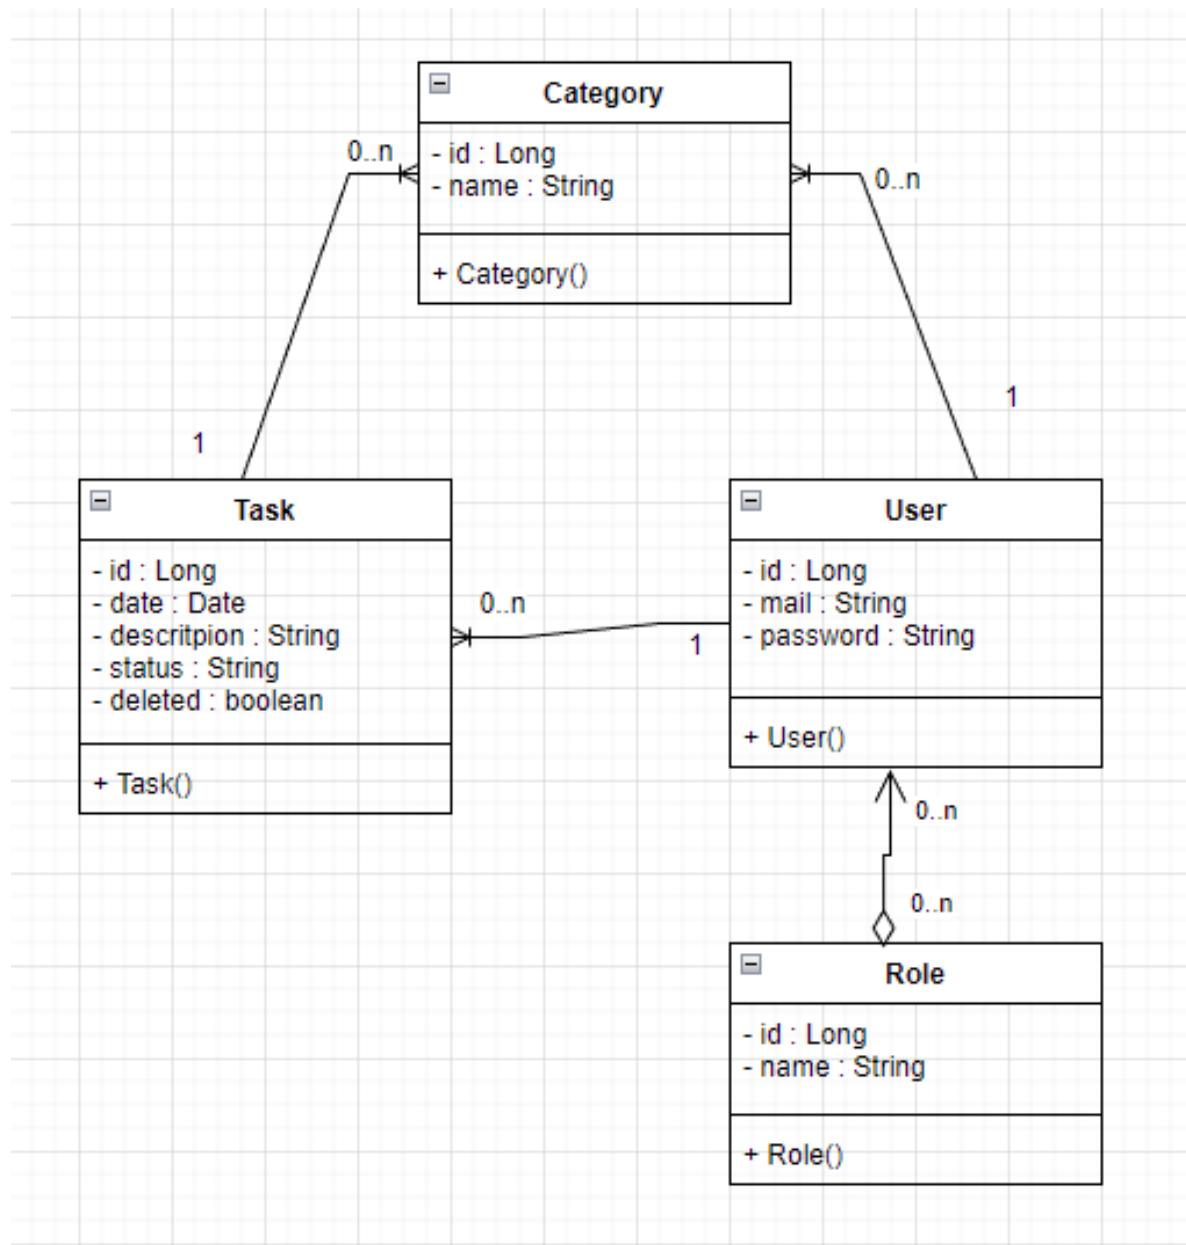 Category
- id : Long
- name : String
+ Category()
0..n
0..n
1
1
Task
- id : Long
- date : Date
- descritpion : String
- status : String
- deleted : boolean
+ Task()
0..n
1
User
- id : Long
- mail : String
- password : String
+ User()
0..n
0..n
Role
- id : Long
- name : String
+ Role()